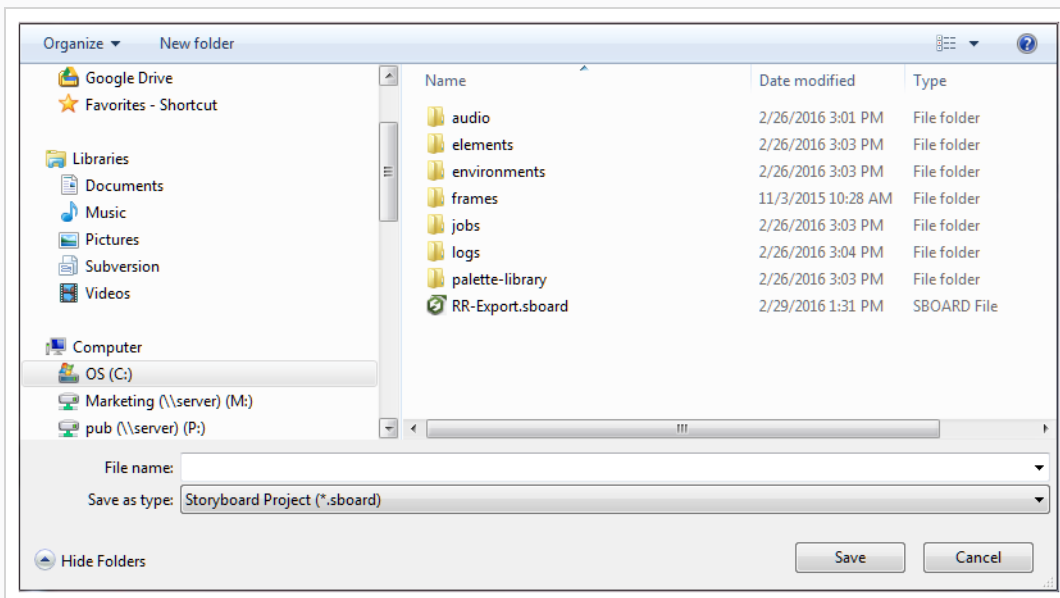 Organize New folder
Google Drive
Favorites - Shortcut
Libraries
Documents
Music
Pictures
Subversion
Videos
Computer
OS (C:)
Marketing (\\server) (M:)
pub (\\server) (P:)
Name Date modified Type
audio 2/26/2016 3:01 PM File folder
elements 2/26/2016 3:03 PM File folder
environments 2/26/2016 3:03 PM File folder
frames 11/3/2015 10:28 AM File folder
jobs 2/26/2016 3:03 PM File folder
logs 2/26/2016 3:04 PM File folder
palette-library 2/26/2016 3:03 PM File folder
RR-Export.sboard 2/29/2016 1:31 PM SBOARD File
File name:
Save as type: Storyboard Project (*.sboard)
Hide Folders Save Cancel